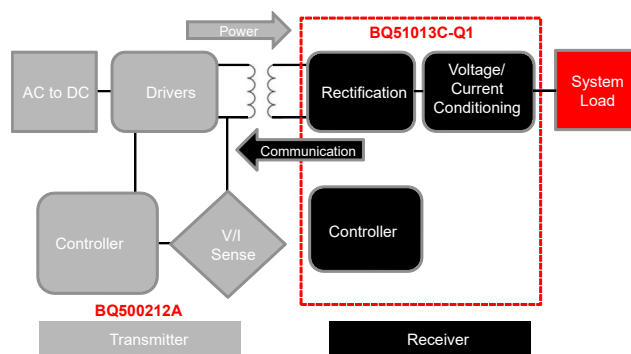 Power
BQ51013C-Q1
AC to DC
Drivers
Rectification
Voltage/
Current
Conditioning
System
Load
Communication
Controller
V/I
Sense
Controller
BQ500212A
Transmitter
Receiver